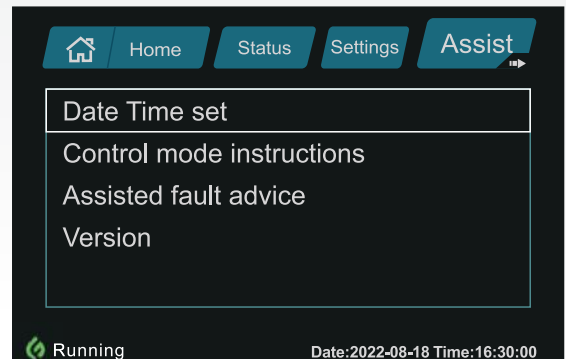 Home Status Settings Assist
Date Time set
Control mode instructions
Assisted fault advice
Version
Running Date:2022-08-18 Time:16:30:00